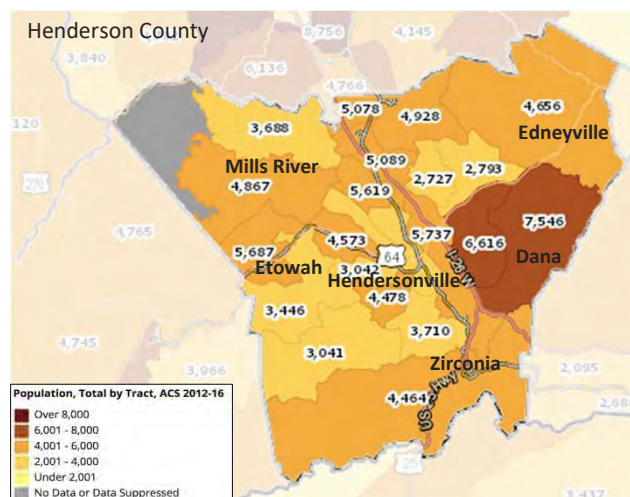 Henderson County
8,756
4,145
3,840
6,136
4,766
5,078
4,928
4,656
120
3,688
Edneyville
5,089
Mills River
2,793
4,867
2,727
5,619
7,546
4,765
4,573
5,737
6,616
5,687
64
Dana
Etowah
3,042
I-26 W
Hendersonville
3,446
4,478
3,710
3,041
Zirconia
4,745
3,966
2,095
4,464
US
Hwy
25
3,437
Population, Total by Tract, ACS 2012-16
Over 8,000
6,001 - 8,000
4,001 - 6,000
2,001 - 4,000
Under 2,001
No Data or Data Suppressed